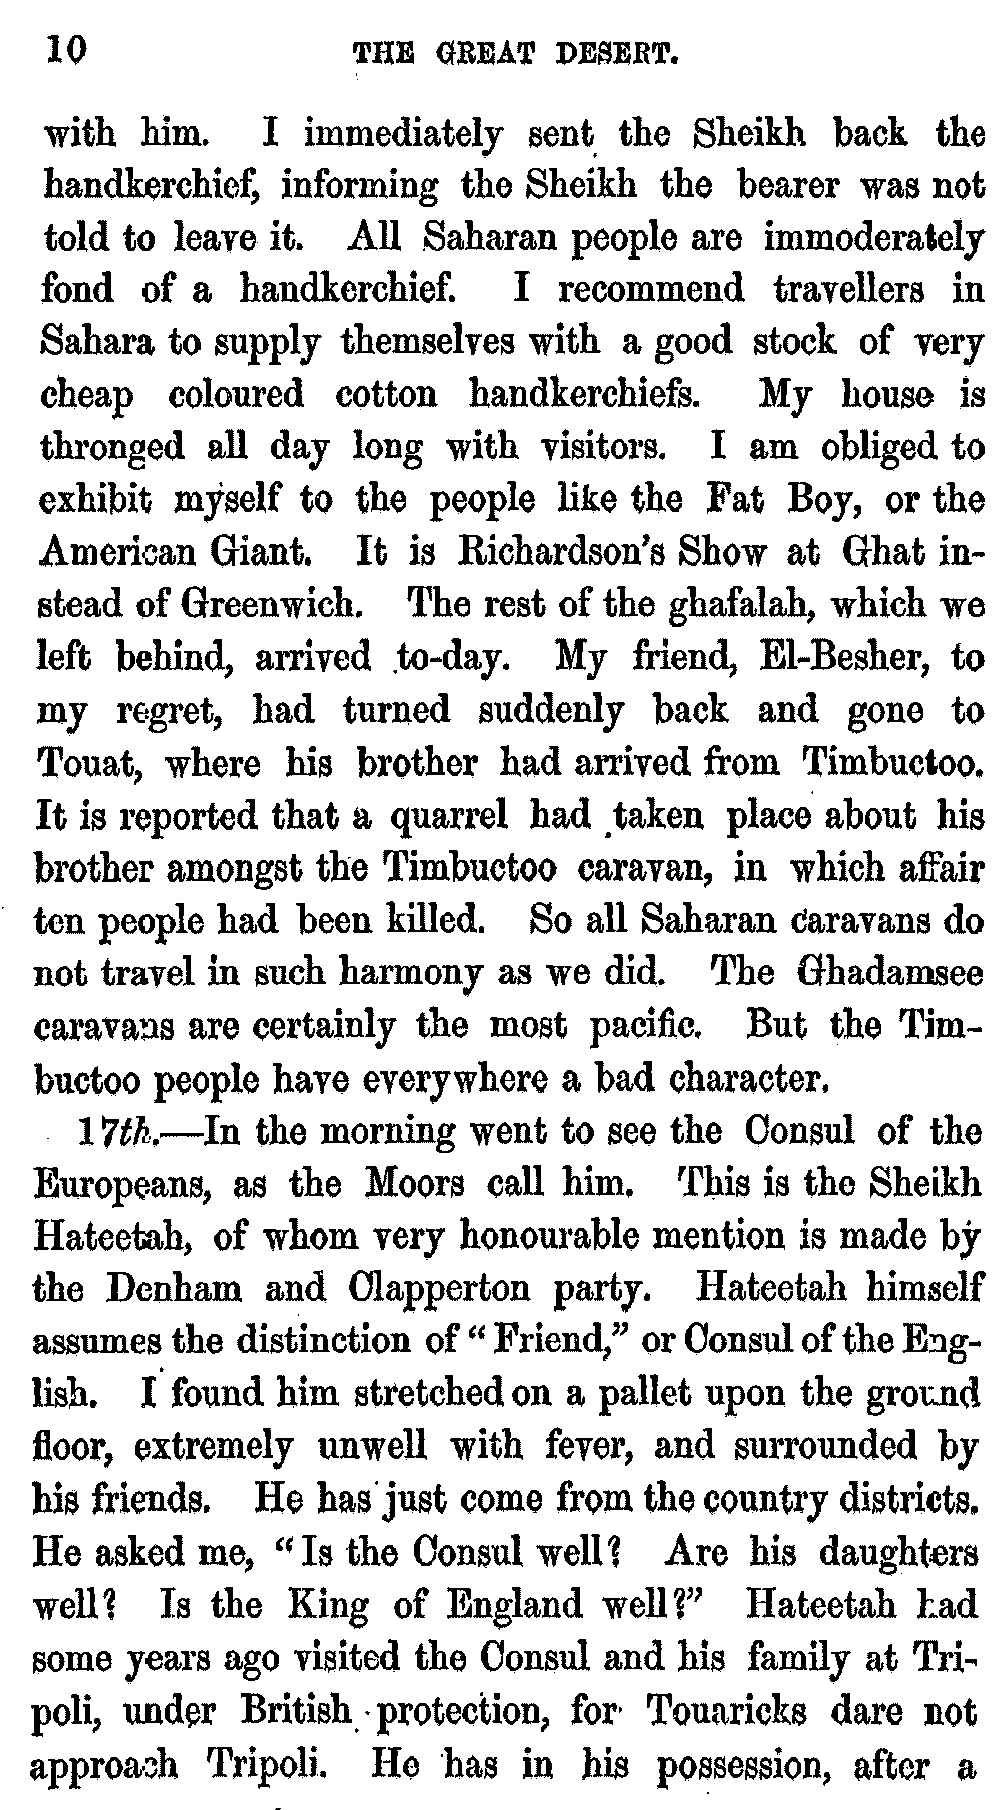 10 THE GREAT DESERT.
with him. I immediately sent the Sheikh back the
handkerchief, informing the Sheikh the bearer was not
told to leave it. All Saharan people are immoderately
fond of a handkerchief. I recommend travellers in
Sahara to supply themselves with a good stock of very
cheap coloured cotton handkerchiefs. My house is
thronged all day long with visitors. I am obliged to
exhibit myself to the people like the Fat Boy, or the
American Giant. It is Richardson's Show at Ghat in-
stead of Greenwich. The rest of the ghafalah, which we
left behind, arrived to-day. My friend, El-Besher, to
my regret, had turned suddenly back and gone to
Touat, where his brother had arrived from Timbuctoo.
It is reported that a quarrel had taken place about his
brother amongst the Timbuctoo caravan, in which affair
ten people had been killed. So all Saharan caravans do
not travel in such harmony as we did. The Ghadamsee
caravans are certainly the most pacific. But the Tim-
buctoo people have everywhere a bad character.
17th.—In the morning went to see the Consul of the
Europeans, as the Moors call him. This is the Sheikh
Hateetah, of whom very honourable mention is made by
the Denham and Clapperton party. Hateetah himself
assumes the distinction of "Friend," or Consul of the Eng-
lish. I found him stretched on a pallet upon the ground
floor, extremely unwell with fever, and surrounded by
his friends. He has just come from the country districts.
He asked me, "Is the Consul well? Are his daughters
well? Is the King of England well?" Hateetah had
some years ago visited the Consul and his family at Tri-
poli, under British protection, for Touaricks dare not
approach Tripoli. He has in his possession, after a